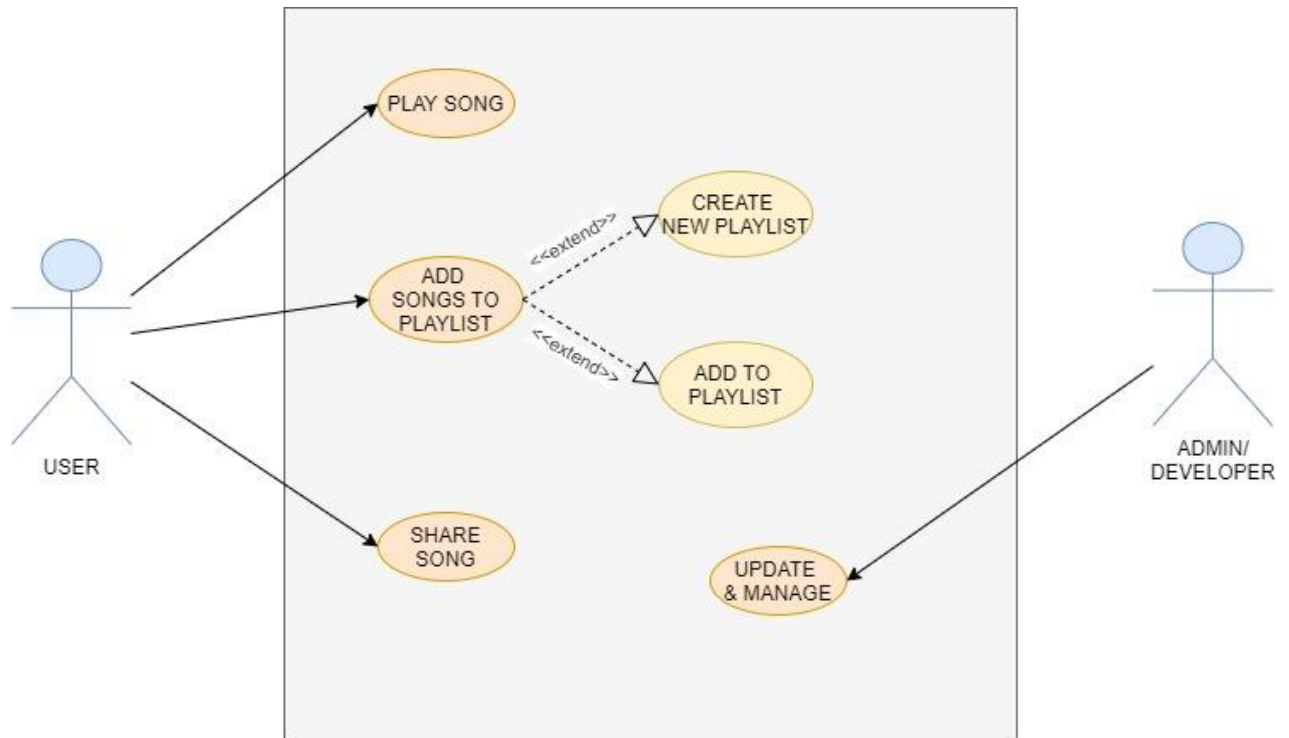 PLAY SONG
CREATE
NEW PLAYLIST
<<extend>>
ADD
SONGS TO
PLAYLIST
<<extend>>
ADD TO
PLAYLIST
USER
ADMIN/
DEVELOPER
SHARE
SONG
UPDATE
& MANAGE